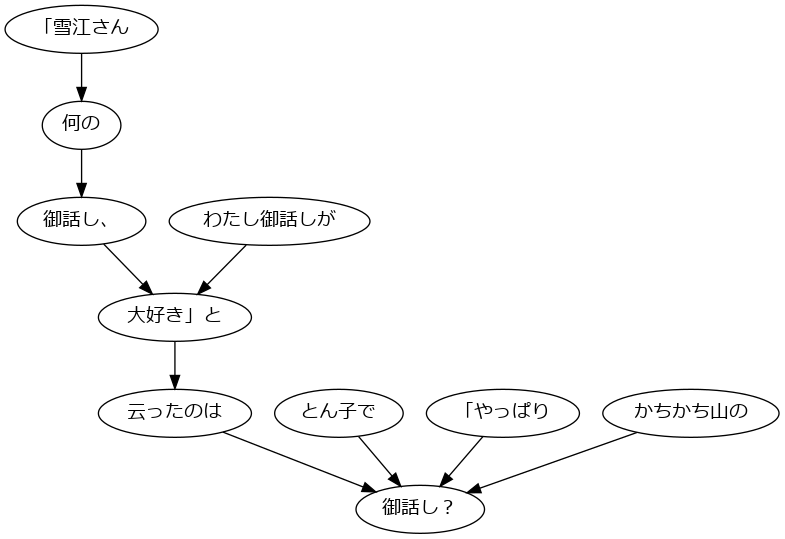 「雪江さん
何の
御話し、
わたし御話しが
大好き」と
云ったのは
とん子で
「やっぱり
かちかち山の
御話し？